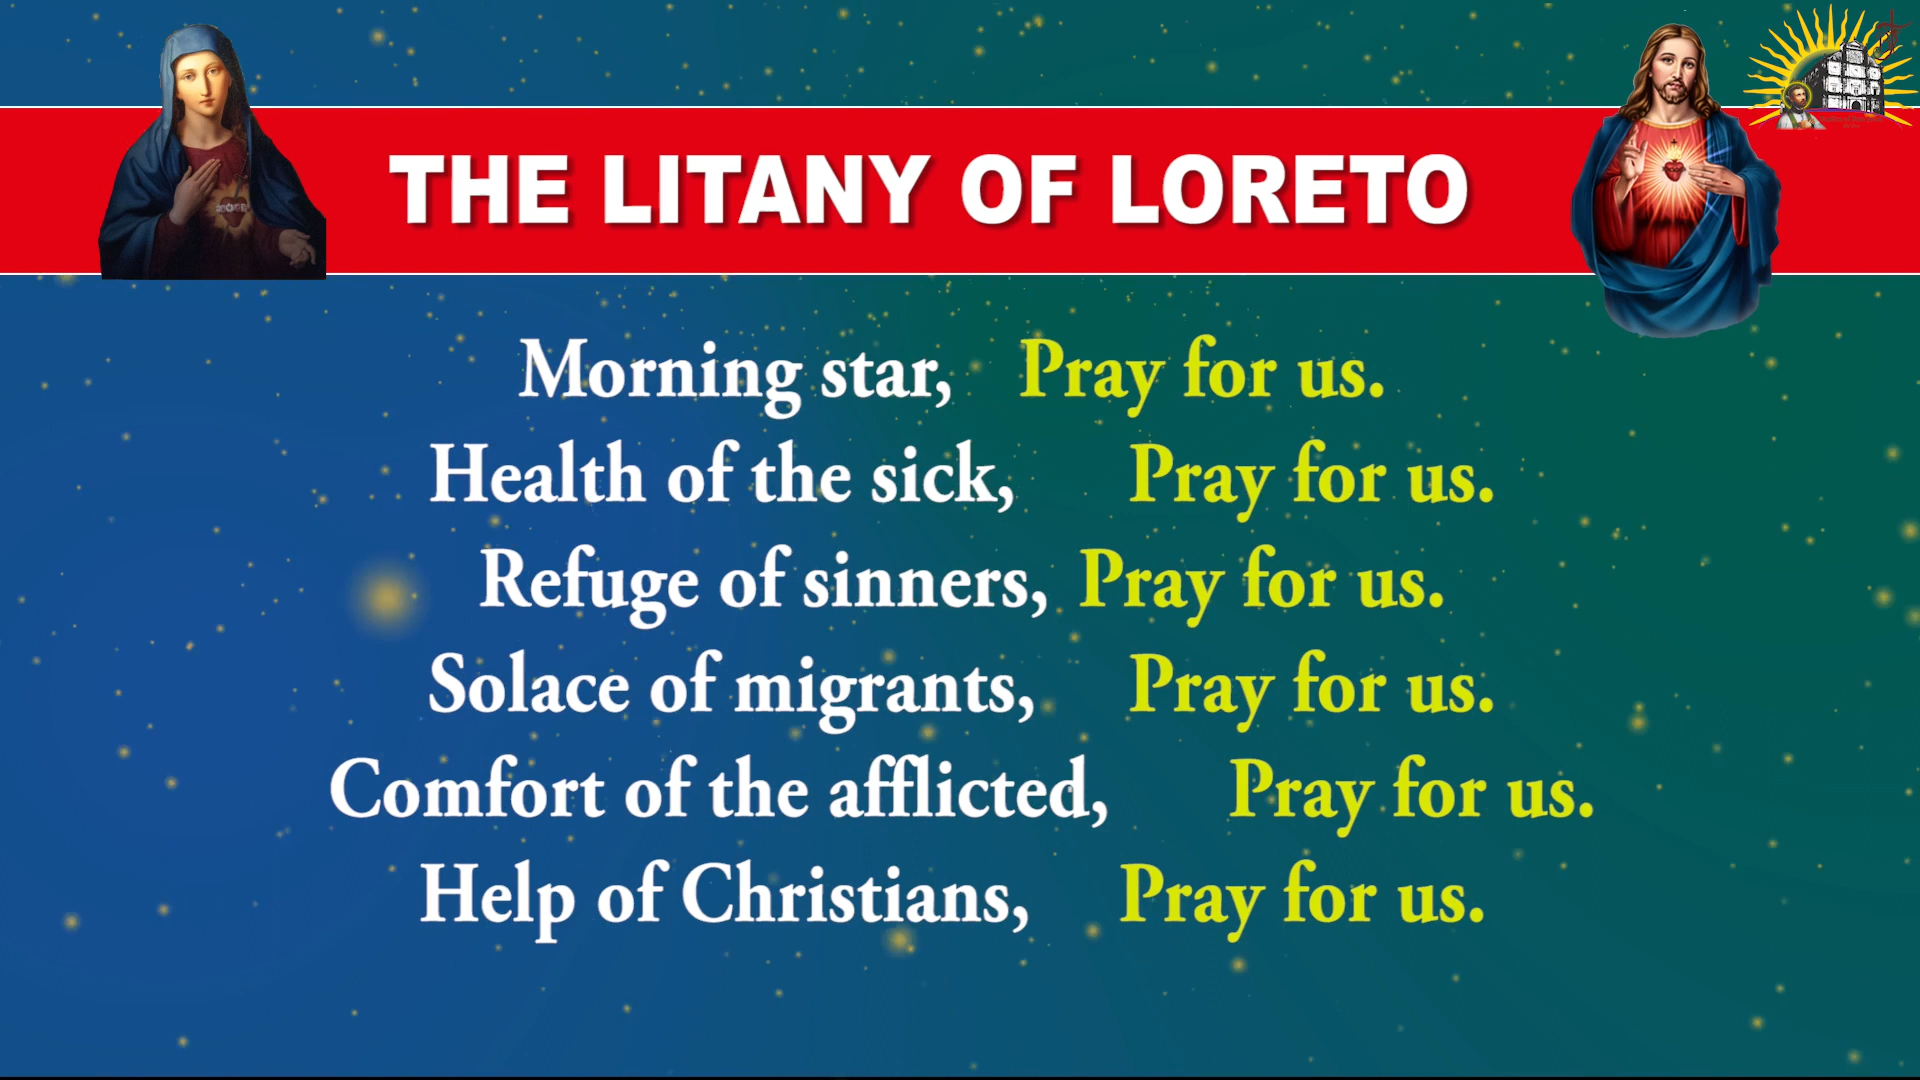 THE LITANY OF LORETO
Morning star, Pray for us.
Health of the sick, Pray for us.
Refuge of sinners, Pray for us.
Solace of migrants, Pray for us.
Comfort of the afflicted, Pray for us.
Help of Christians, Pray for us.